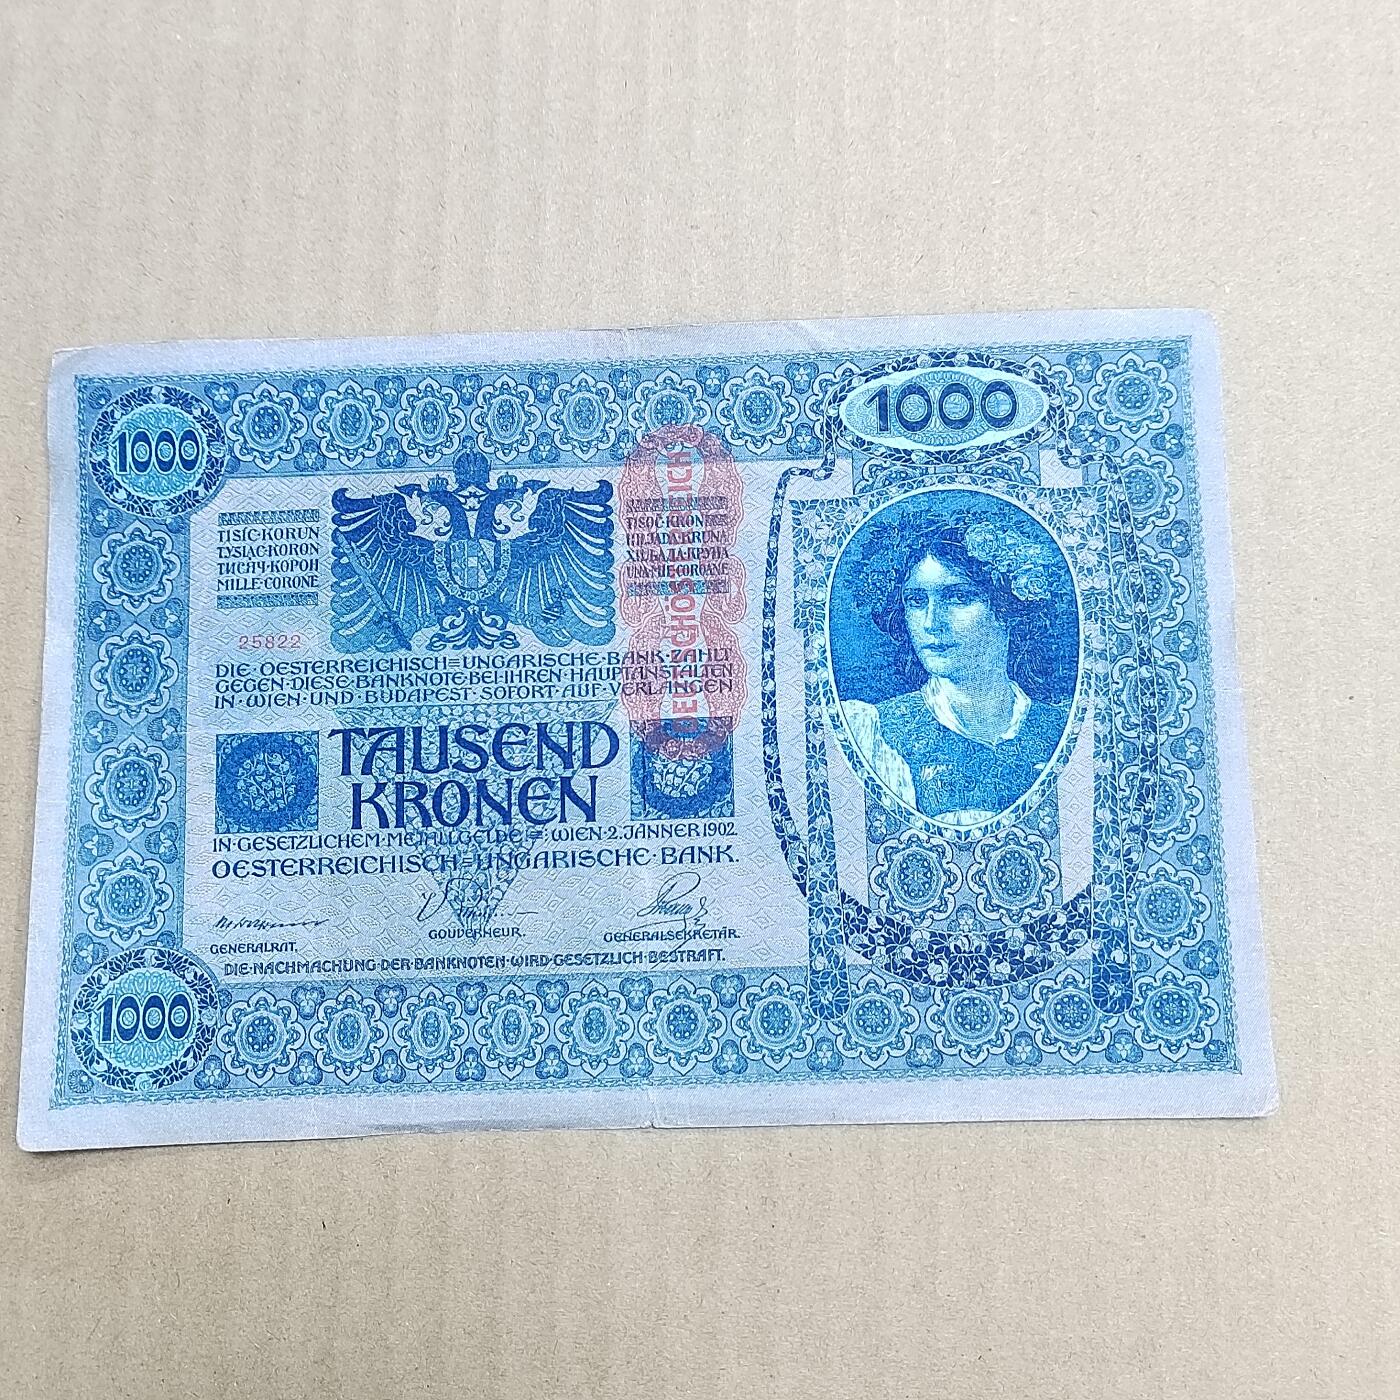 1000
1000
TISÍC·KORUN
TYSIĄC·KORON
ТИСЯЧ·КОРОН
MILLE·CORONE
TISOČ·KRON
HILJADA·KRUNA
ХИЉАДА·КРУНА
UNA·MIE·COROANE
25822
DEUTSCHÖSTERREICH
DIE·OESTERREICHISCH=UNGARISCHE·BANK·ZAHLT
GEGEN·DIESE·BANKNOTE·BEI·IHREN·HAUPTANSTALTEN
IN·WIEN·UND·BUDAPEST·SOFORT·AUF·VERLANGEN
TAUSEND
KRONEN
IN·GESETZLICHEM·METALLGELDE=:WIEN·2.JÄNNER 1902
OESTERREICHISCH=UNGARISCHE·BANK.
GENERALRAT.
GOUVERNEUR.
GENERALSEKRETÄR.
DIE·NACHMACHUNG·DER·BANKNOTEN·WIRD·GESETZLICH·BESTRAFT.
1000